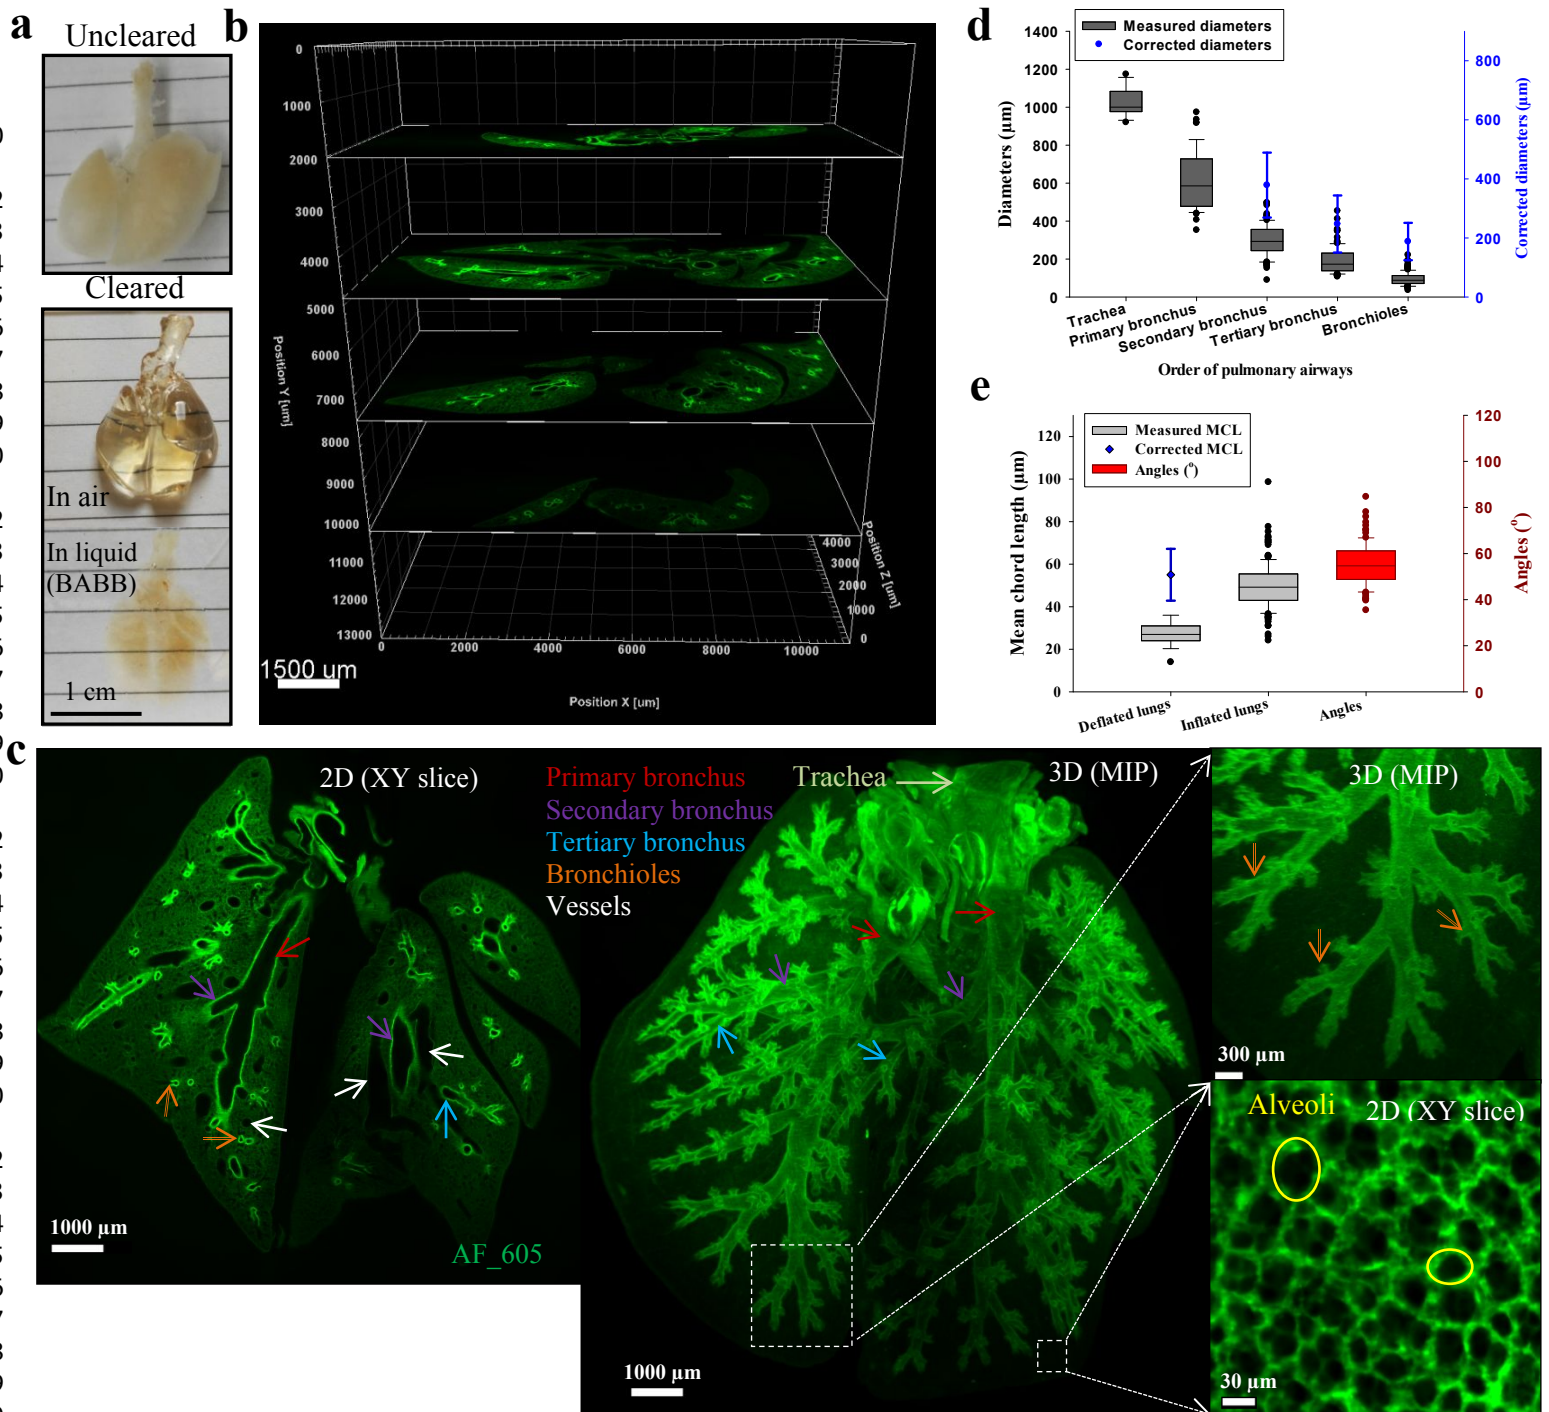 a
Uncleared
Cleared
In air
In liquid
(BABB)
1 cm
b
0
1000
2000
3000
4000
5000
6000
7000
8000
9000
10000
11000
12000
13000
Position Y [um]
0
2000
4000
6000
8000
10000
Position X [um]
4000
3000
2000
1000
0
Position Z [um]
1500 um
d
Measured diameters
Corrected diameters
1400
1200
1000
800
600
400
200
0
Diameters (µm)
800
600
400
200
0
Corrected diameters (µm)
Trachea
Primary bronchus
Secondary bronchus
Tertiary bronchus
Bronchioles
Order of pulmonary airways
e
Measured MCL
Corrected MCL
Angles (°)
120
100
80
60
40
20
0
Mean chord length (µm)
120
100
80
60
40
20
0
Angles (°)
Deflated lungs
Inflated lungs
Angles
c
2D (XY slice)
1000 µm
AF_605
Primary bronchus
Secondary bronchus
Tertiary bronchus
Bronchioles
Vessels
Trachea
3D (MIP)
1000 µm
3D (MIP)
300 µm
Alveoli
2D (XY slice)
30 µm